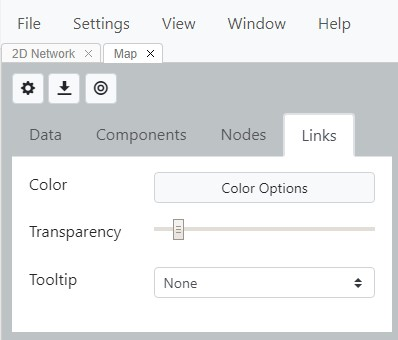 File Settings View Window Help
2D Network Map
Data Components Nodes Links
Color Color Options
Transparency
Tooltip None